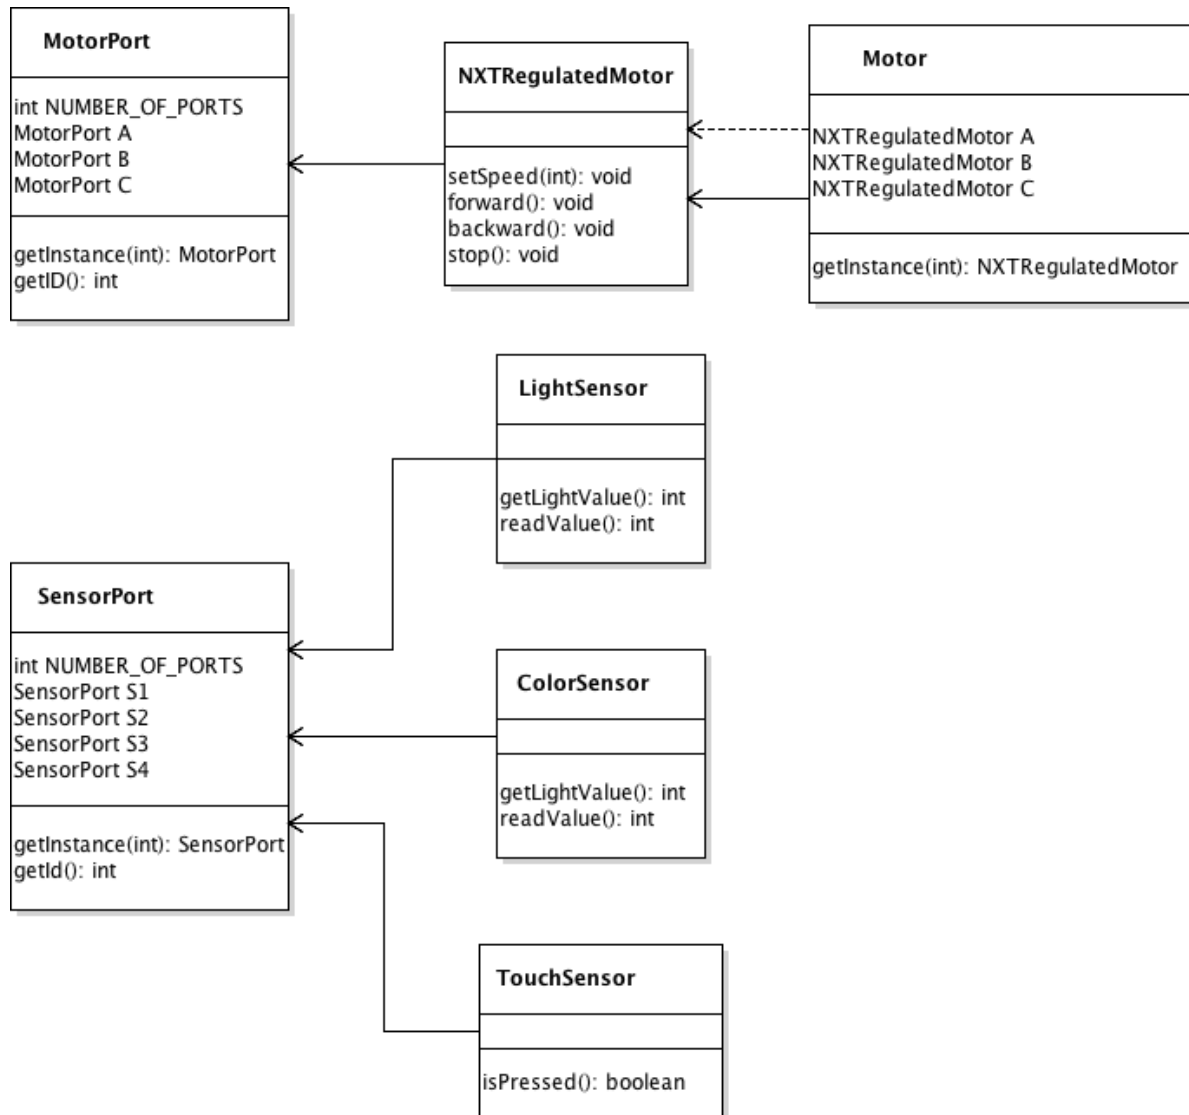 MotorPort
int NUMBER_OF_PORTS
MotorPort A
MotorPort B
MotorPort C
getInstance(int): MotorPort
getID(): int
NXTRegulatedMotor
setSpeed(int): void
forward(): void
backward(): void
stop(): void
Motor
NXTRegulatedMotor A
NXTRegulatedMotor B
NXTRegulatedMotor C
getInstance(int): NXTRegulatedMotor
LightSensor
getLightValue(): int
readValue(): int
SensorPort
int NUMBER_OF_PORTS
SensorPort S1
SensorPort S2
SensorPort S3
SensorPort S4
getInstance(int): SensorPort
getId(): int
ColorSensor
getLightValue(): int
readValue(): int
TouchSensor
isPressed(): boolean